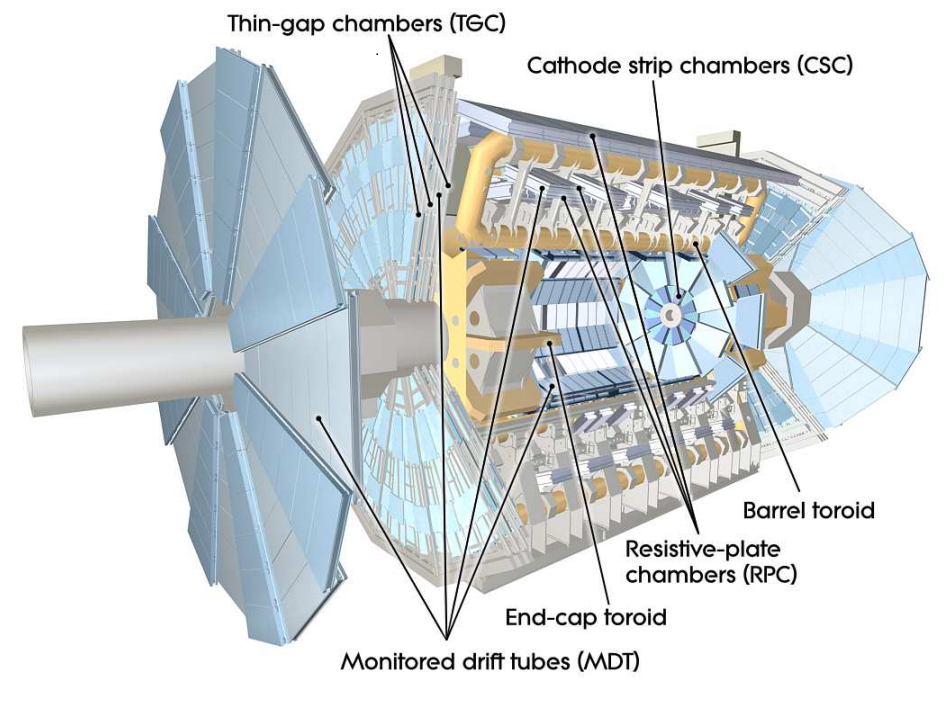 Thin-gap chambers (TGC)
Cathode strip chambers (CSC)
Barrel toroid
Resistive-plate
chambers (RPC)
End-cap toroid
Monitored drift tubes (MDT)